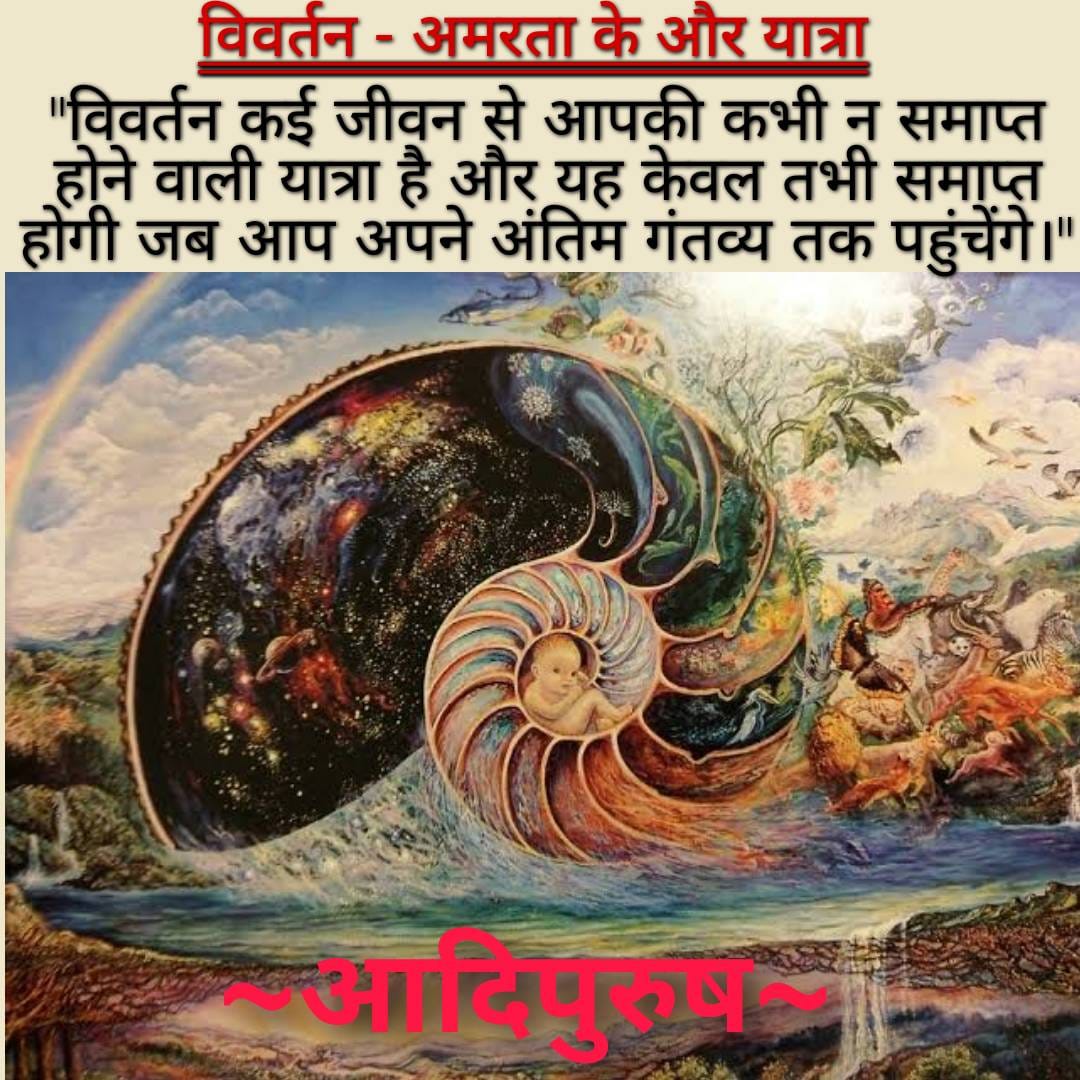 विवर्तन - अमरता के और यात्रा
"विवर्तन कई जीवन से आपकी कभी न समाप्त
होने वाली यात्रा है और यह केवल तभी समाप्त
होगी जब आप अपने अंतिम गंतव्य तक पहुंचेंगे।"
~आदिपुरुष~